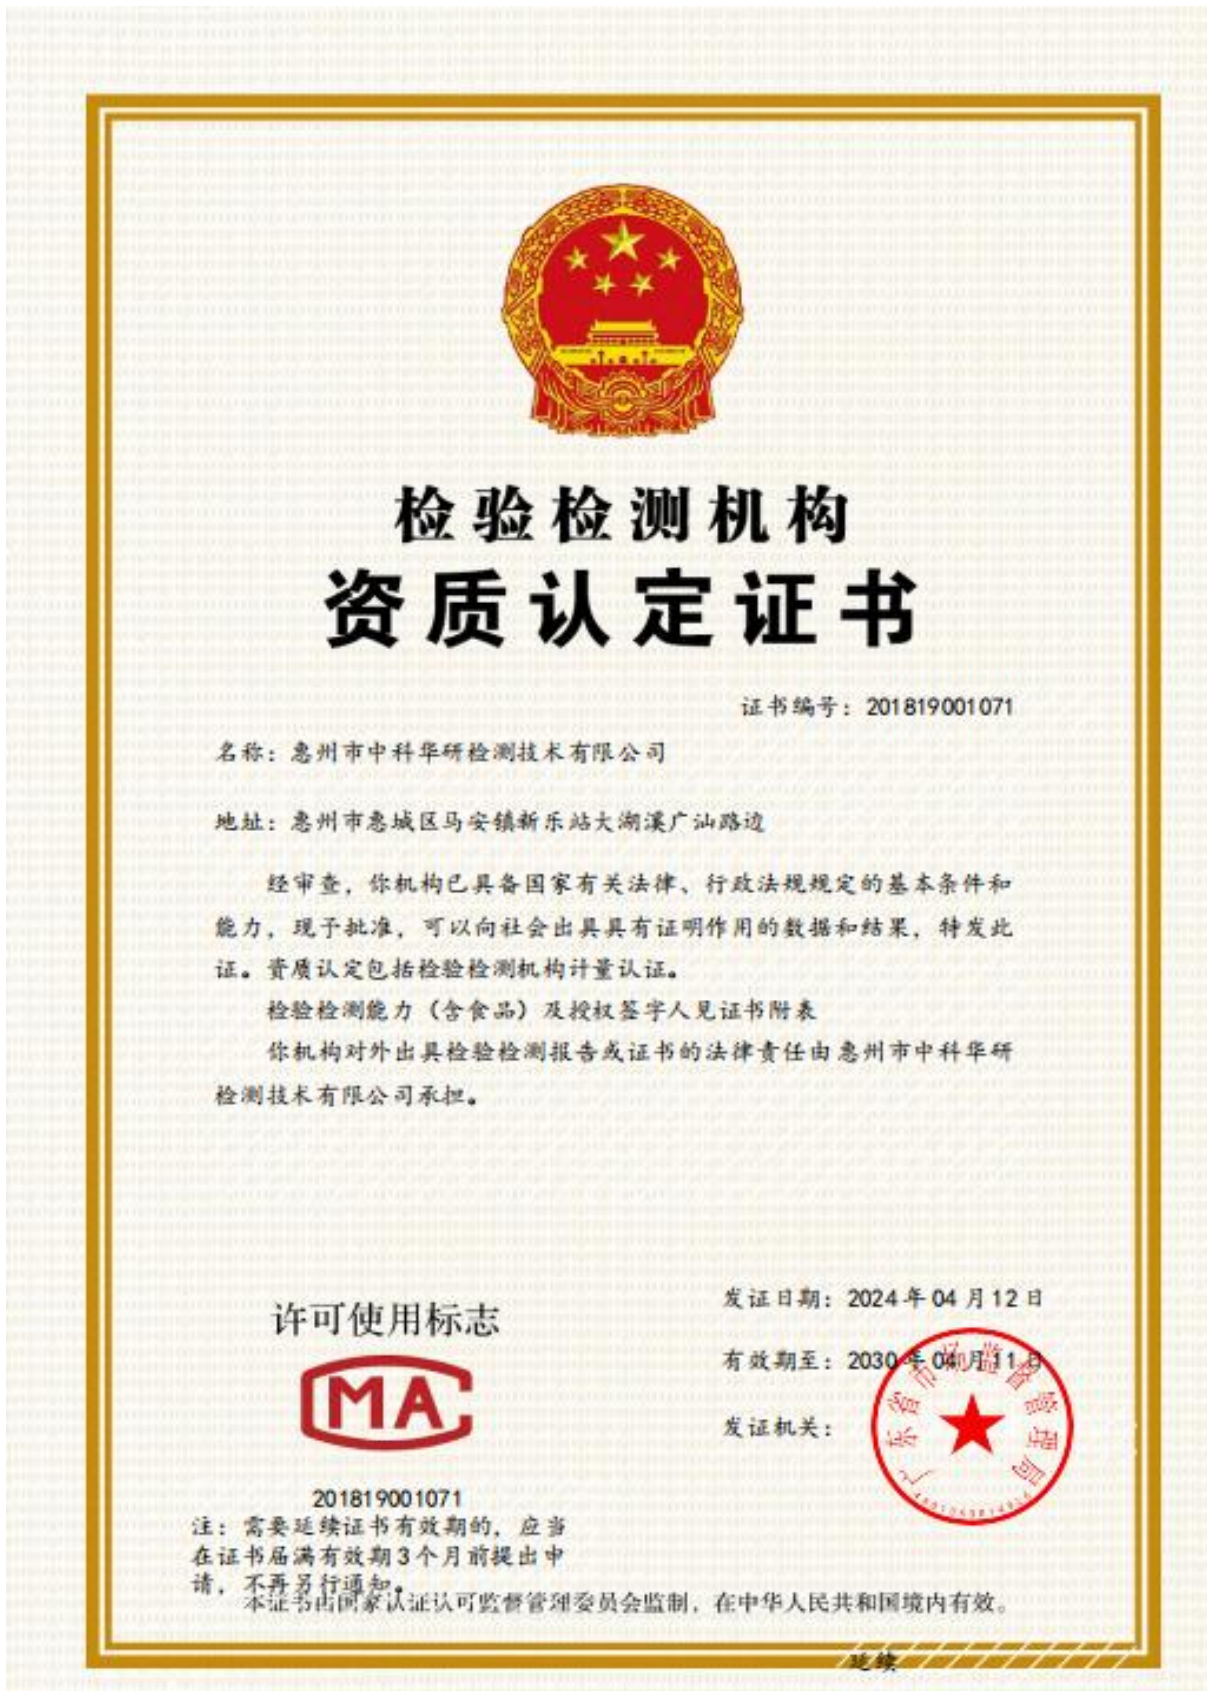 检验检测机构
资质认定证书
证书编号：201819001071
名称：惠州市中科华研检测技术有限公司
地址：惠州市惠城区马安镇新乐站大湖溪广汕路边
经审查，你机构已具备国家有关法律、行政法规规定的基本条件和
能力，现予批准，可以向社会出具具有证明作用的数据和结果，特发此
证。资质认定包括检验检测机构计量认证。
检验检测能力（含食品）及授权签字人见证书附表
你机构对外出具检验检测报告或证书的法律责任由惠州市中科华研
检测技术有限公司承担。
许可使用标志
MA
201819001071
注：需要延续证书有效期的，应当
在证书届满有效期3个月前提出申
请，不再另行通知。
发证日期：2024年04月12日
有效期至：2030年04月11日
发证机关：
广东省市场监督管理局
本证书由国家认证认可监督管理委员会监制，在中华人民共和国境内有效。
延续